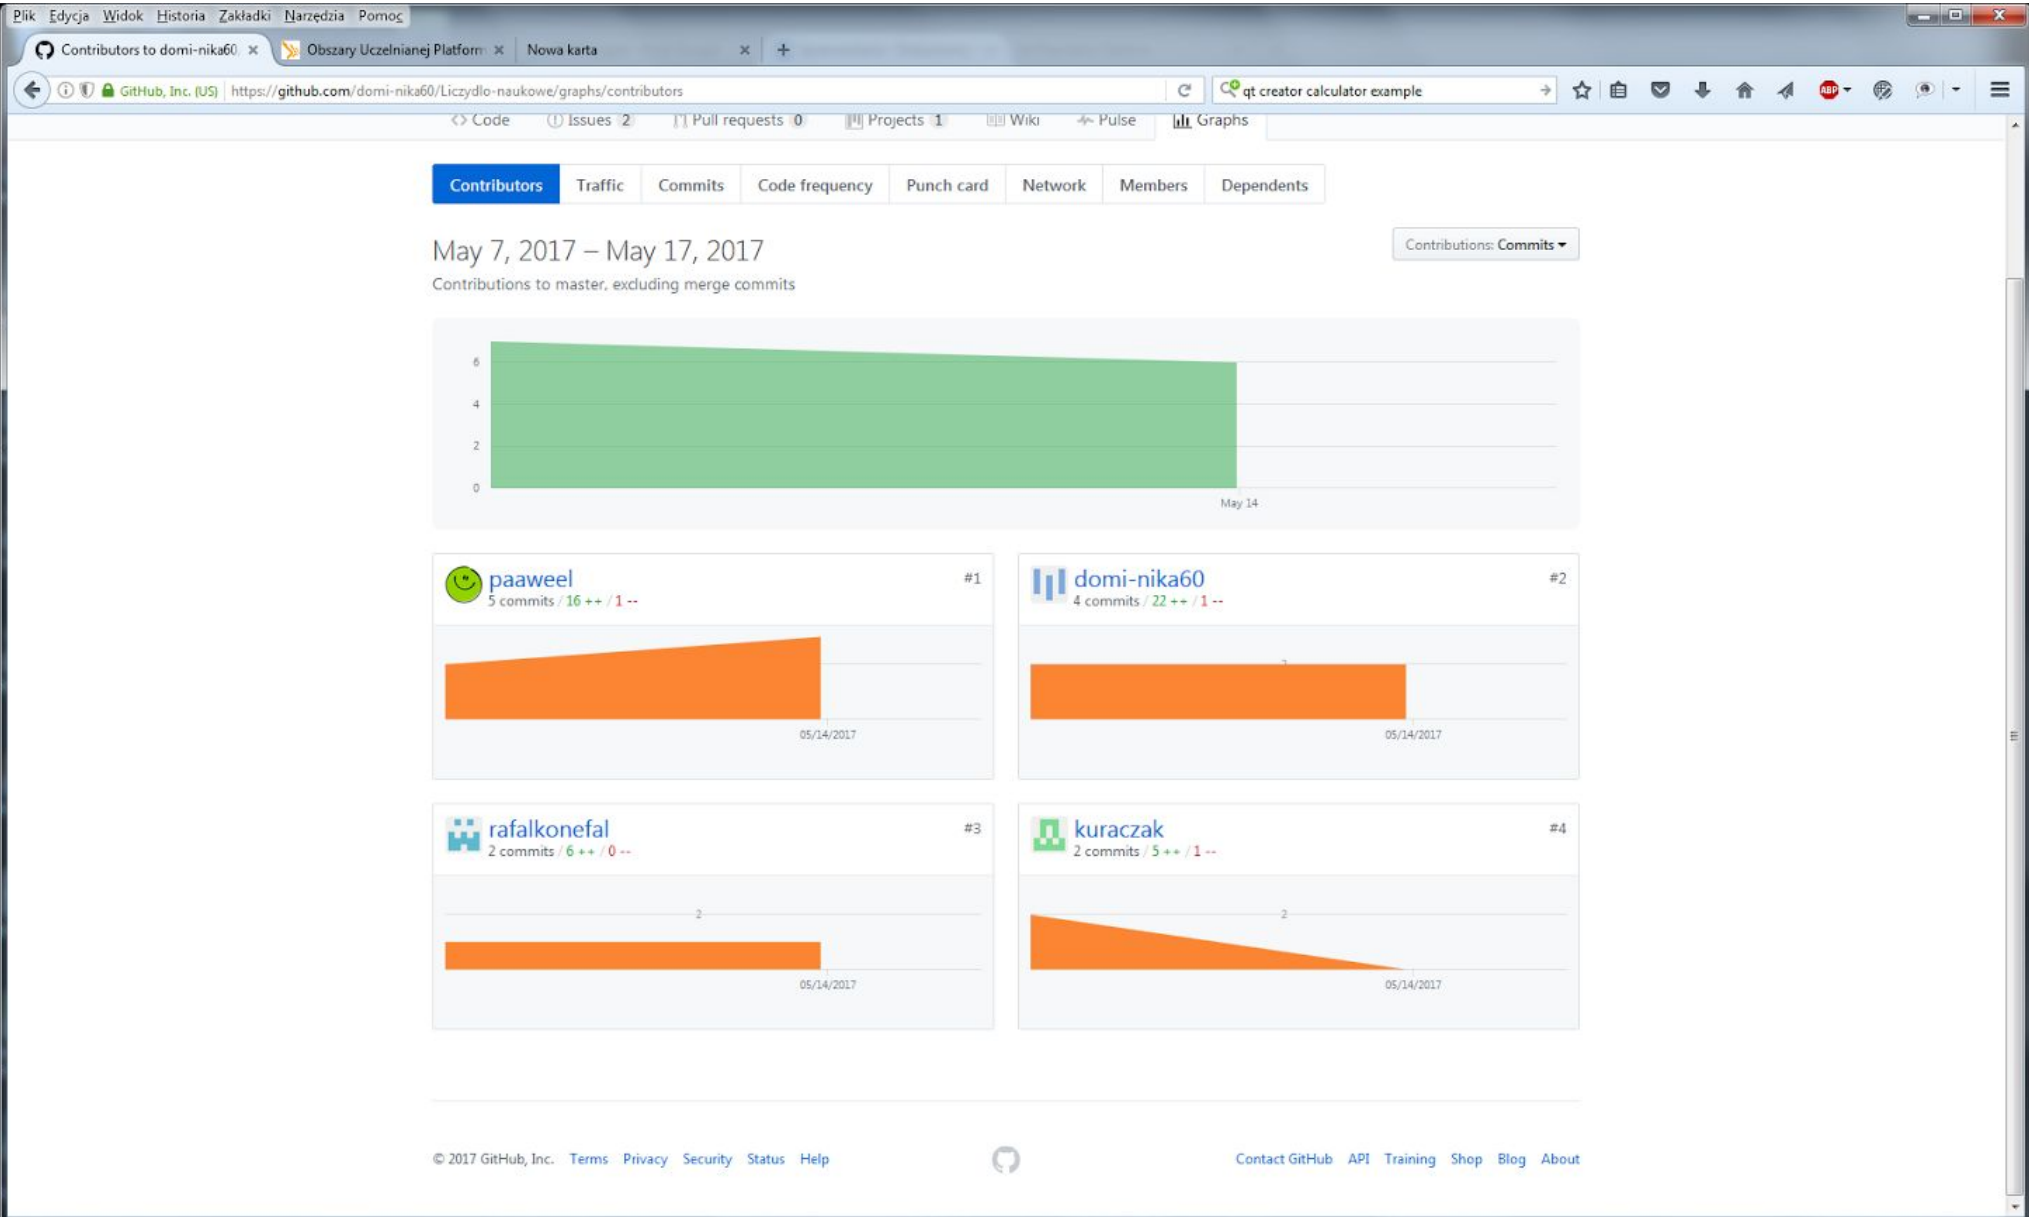 Plik Edycja Widok Historia Zakładki Narzędzia Pomoc
Contributors to domi-nika60 Obszary Uczelnianej Platform Nowa karta
GitHub, Inc. (US) https://github.com/domi-nika60/Liczydlo-naukowe/graphs/contributors qt creator calculator example ABP
Code Issues 2 Pull requests 0 Projects 1 Wiki Pulse Graphs
Contributors Traffic Commits Code frequency Punch card Network Members Dependents
May 7, 2017 – May 17, 2017 Contributions: Commits
Contributions to master, excluding merge commits
6
4
2
0
May 14
paaweel #1
5 commits / 16 ++ / 1 --
05/14/2017
domi-nika60 #2
4 commits / 22 ++ / 1 --
05/14/2017
rafalkonefal #3
2 commits / 6 ++ / 0 --
2
05/14/2017
kuraczak #4
2 commits / 5 ++ / 1 --
2
05/14/2017
© 2017 GitHub, Inc. Terms Privacy Security Status Help Contact GitHub API Training Shop Blog About